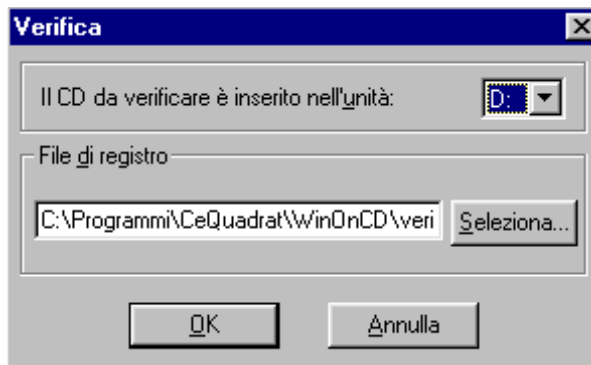 Verifica
Il CD da verificare è inserito nell'unità: D:
File di registro
C:\Programmi\CeQuadrat\WinOnCD\veri Seleziona...
OK Annulla